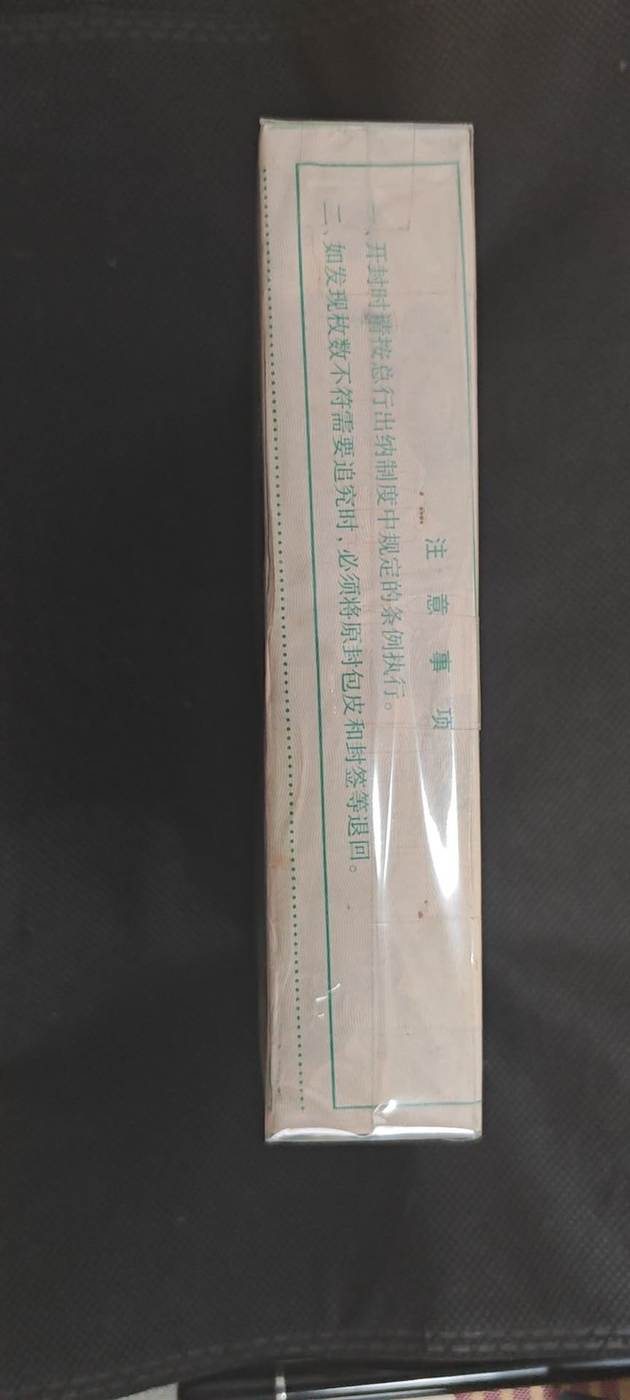 注意事项
一、开封时请按总行出纳制度中规定的条例执行。
二、如发现枚数不符需要追究时,必须将原封包皮和封签等退回。